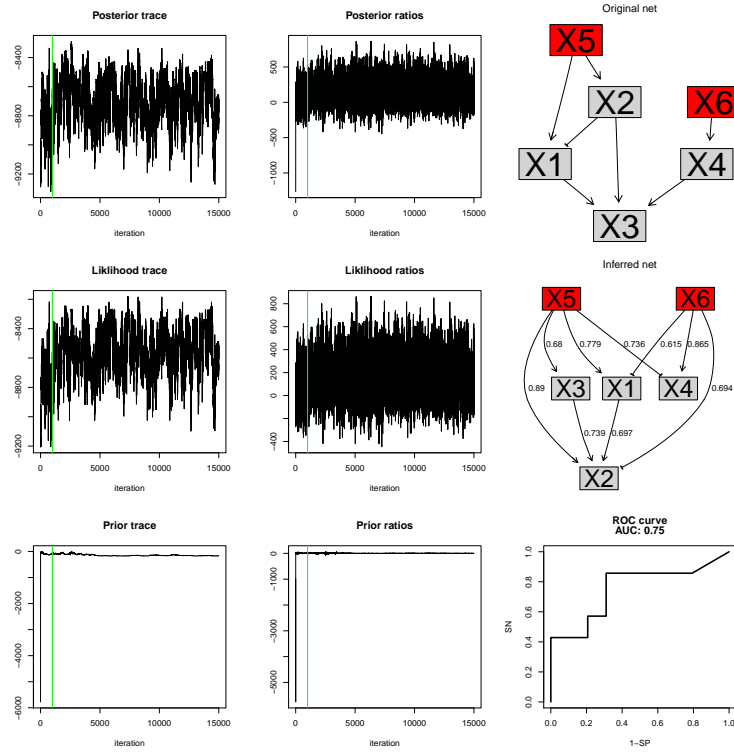 Posterior trace
−8400
−8800
−9200
0
5000
10000
15000
iteration
Posterior ratios
500
0
−500
−1000
0
5000
10000
15000
iteration
Original net
X5
X2
X6
X1
X4
X3
Liklihood trace
−8400
−8800
−9200
0
5000
10000
15000
iteration
Liklihood ratios
800
600
400
200
0
−400
0
5000
10000
15000
iteration
Inferred net
X5
X6
0.68
0.779
0.736
0.615
0.865
0.89
X3
X1
X4
0.694
0.739
0.697
X2
Prior trace
0
−2000
−4000
−6000
0
5000
10000
15000
iteration
Prior ratios
0
−1000
−3000
−5000
0
5000
10000
15000
iteration
ROC curve
AUC: 0.75
SN
1.0
0.8
0.6
0.4
0.2
0.0
0.0
0.2
0.4
0.6
0.8
1.0
1−SP